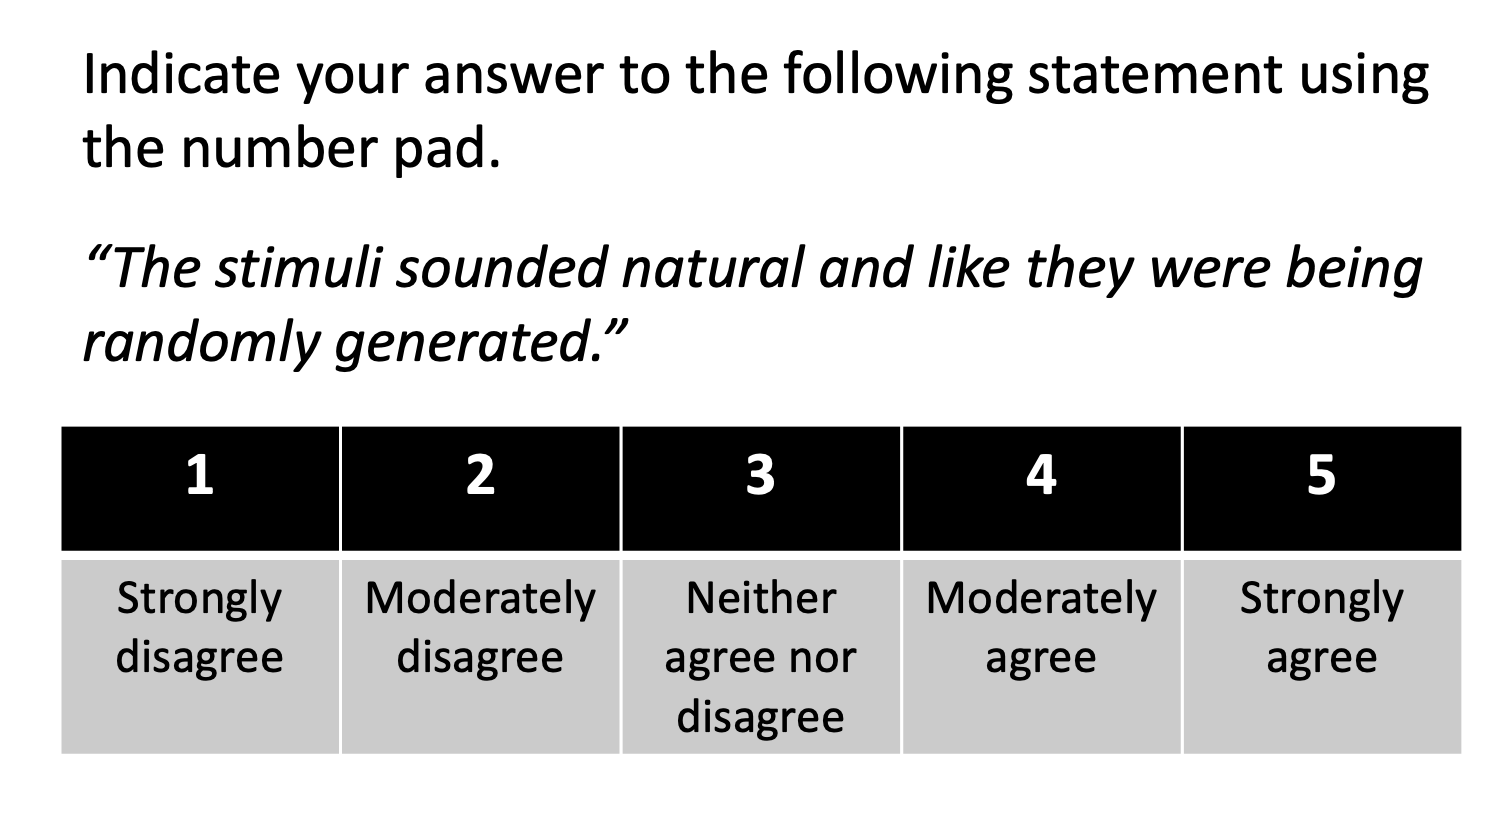 Indicate your answer to the following statement using
the number pad.
“The stimuli sounded natural and like they were being
randomly generated.”
1 2 3 4 5
Strongly disagree
Moderately disagree
Neither agree nor disagree
Moderately agree
Strongly agree